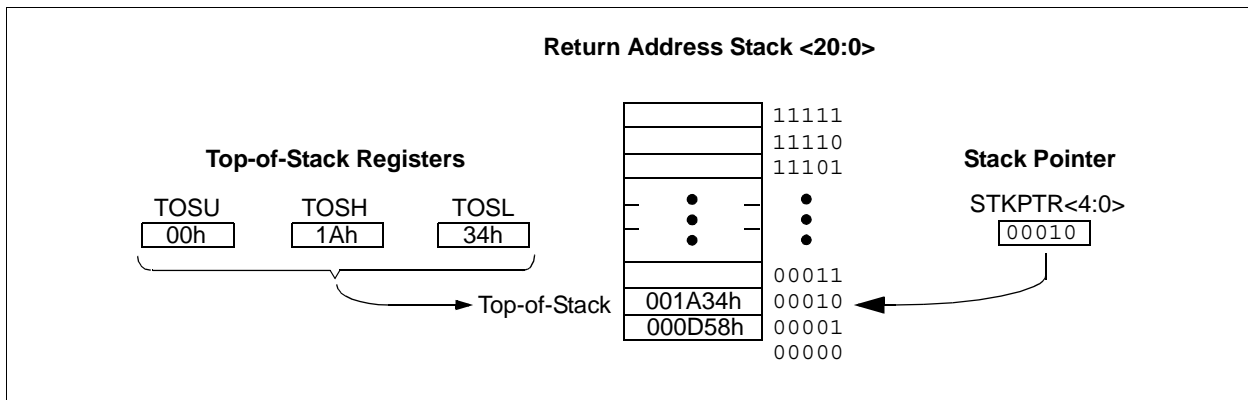 Return Address Stack <20:0>
11111
11110
Top-of-Stack Registers
11101
Stack Pointer
TOSU TOSH TOSL
STKPTR<4:0>
00h 1Ah 34h
00010
00011
Top-of-Stack 001A34h 00010
000D58h 00001
00000